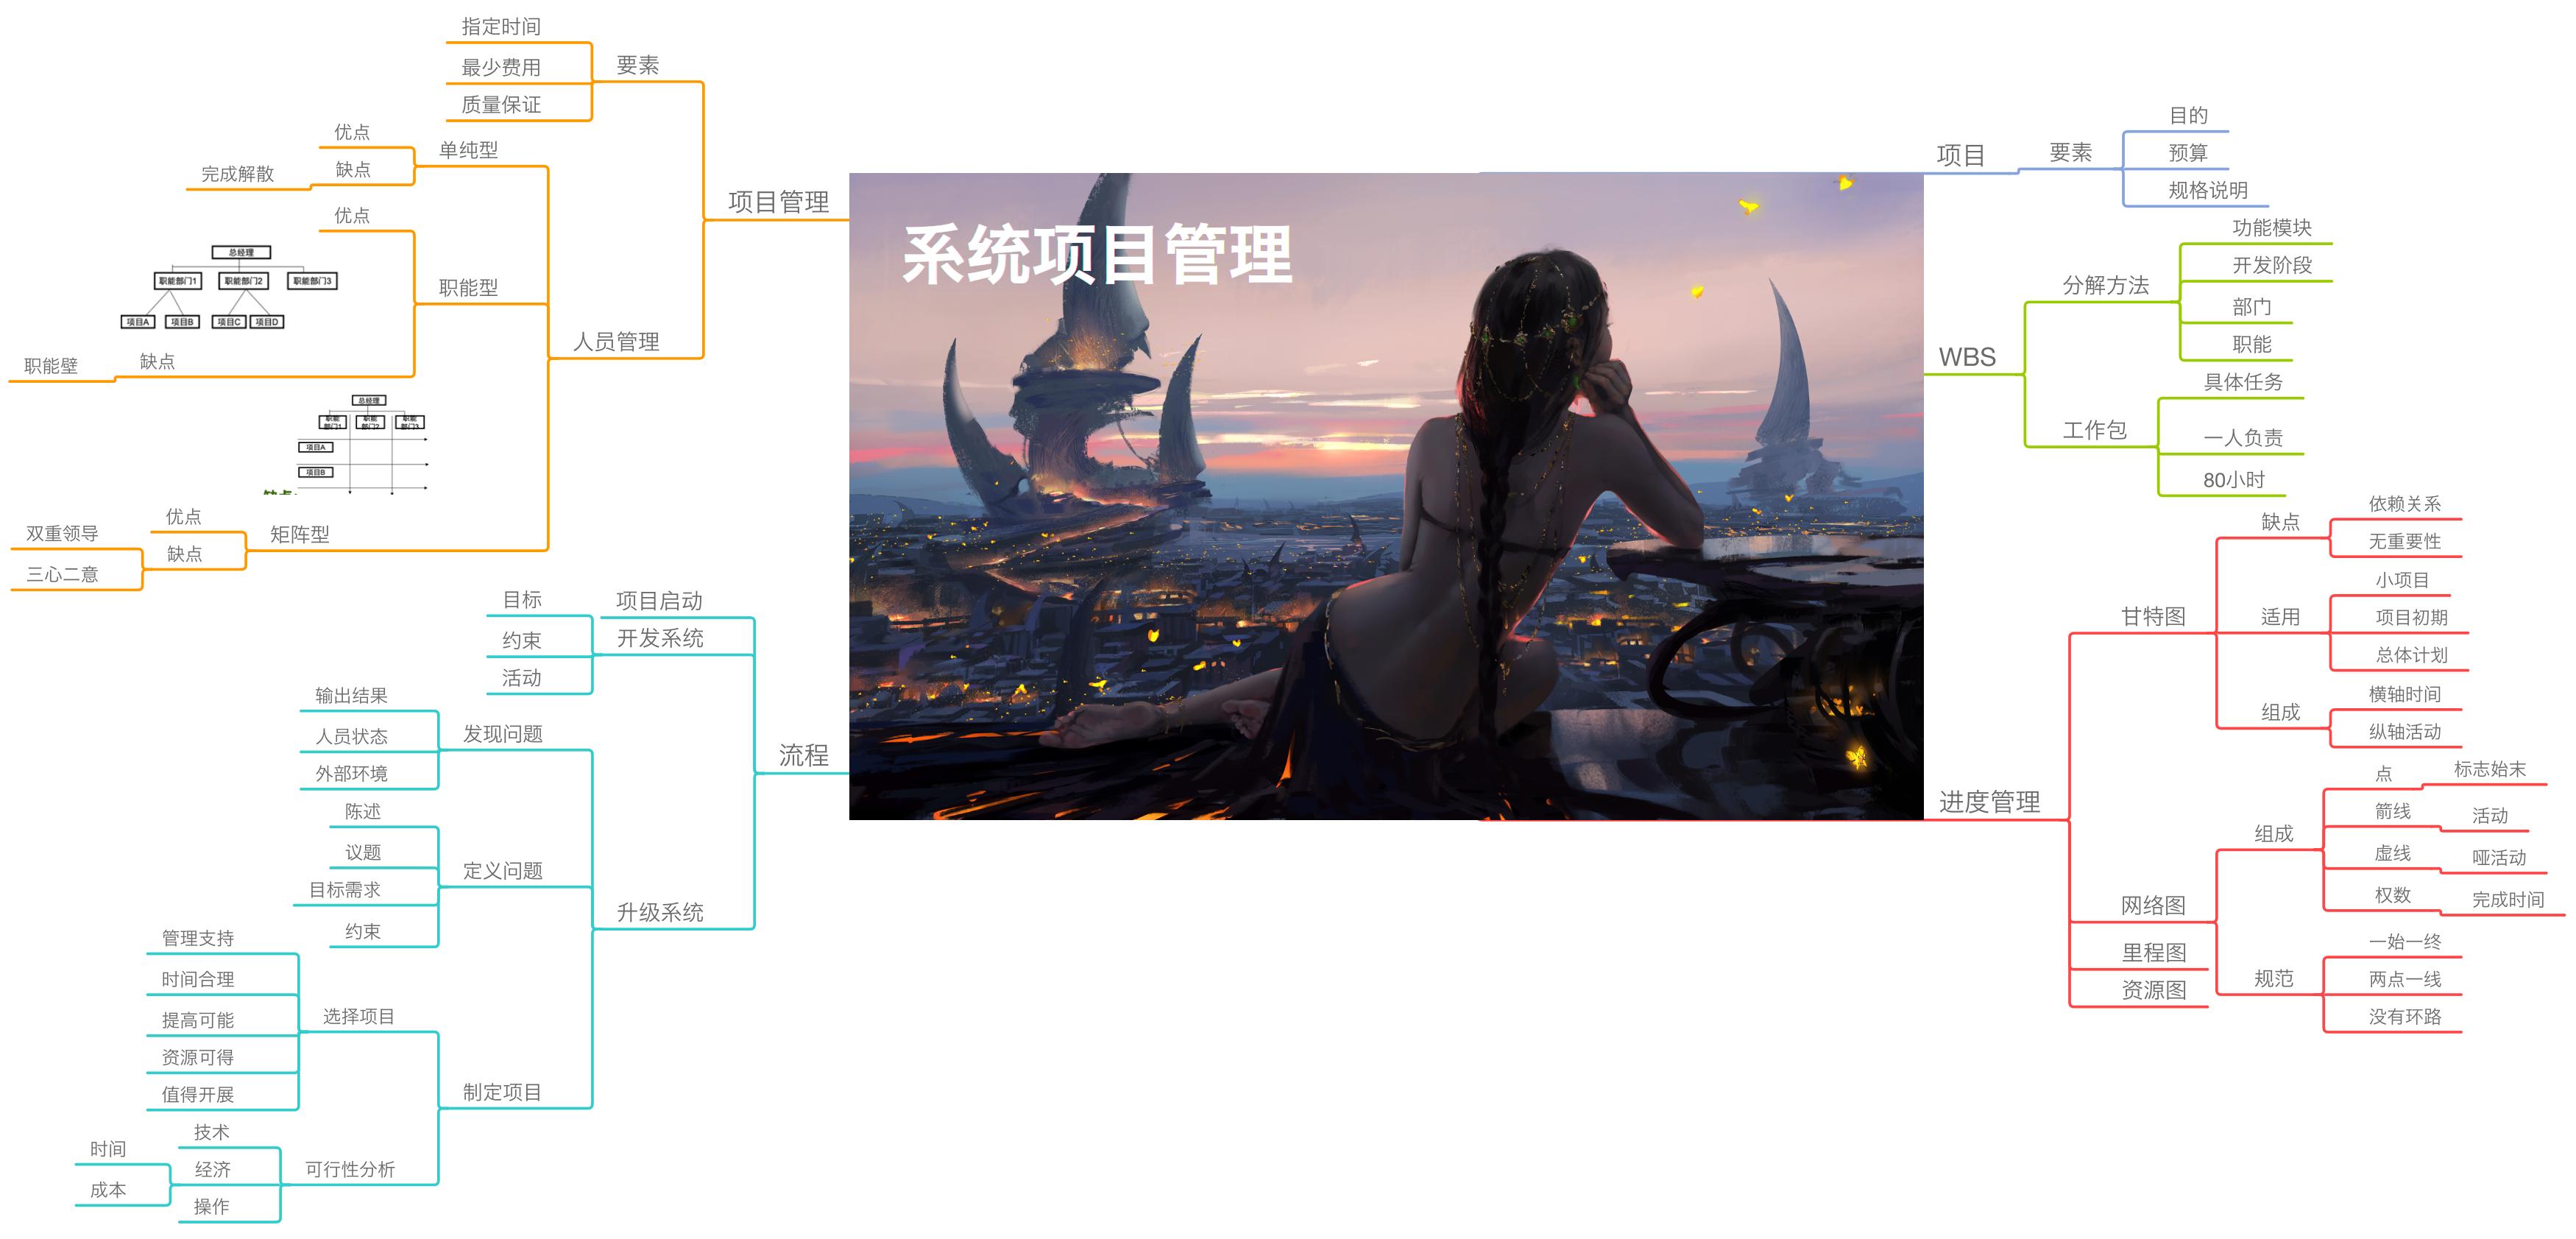 系统项目管理
项目
要素
目的
预算
规格说明
WBS
分解方法
功能模块
开发阶段
部门
职能
工作包
具体任务
一人负责
80小时
进度管理
甘特图
缺点
依赖关系
无重要性
适用
小项目
项目初期
总体计划
组成
横轴时间
纵轴活动
网络图
组成
点
标志始末
箭线
活动
虚线
哑活动
权数
完成时间
规范
一始一终
两点一线
没有环路
里程图
资源图
项目管理
要素
指定时间
最少费用
质量保证
人员管理
单纯型
优点
缺点
完成解散
职能型
优点
总经理
职能部门1
职能部门2
职能部门3
项目A
项目B
项目C
项目D
缺点
职能壁
总经理
职能
部门1
职能
部门2
职能
部门3
项目A
项目B
矩阵型
优点
缺点
双重领导
三心二意
流程
项目启动
开发系统
目标
约束
活动
升级系统
发现问题
输出结果
人员状态
外部环境
定义问题
陈述
议题
目标需求
约束
制定项目
选择项目
管理支持
时间合理
提高可能
资源可得
值得开展
可行性分析
技术
经济
时间
成本
操作